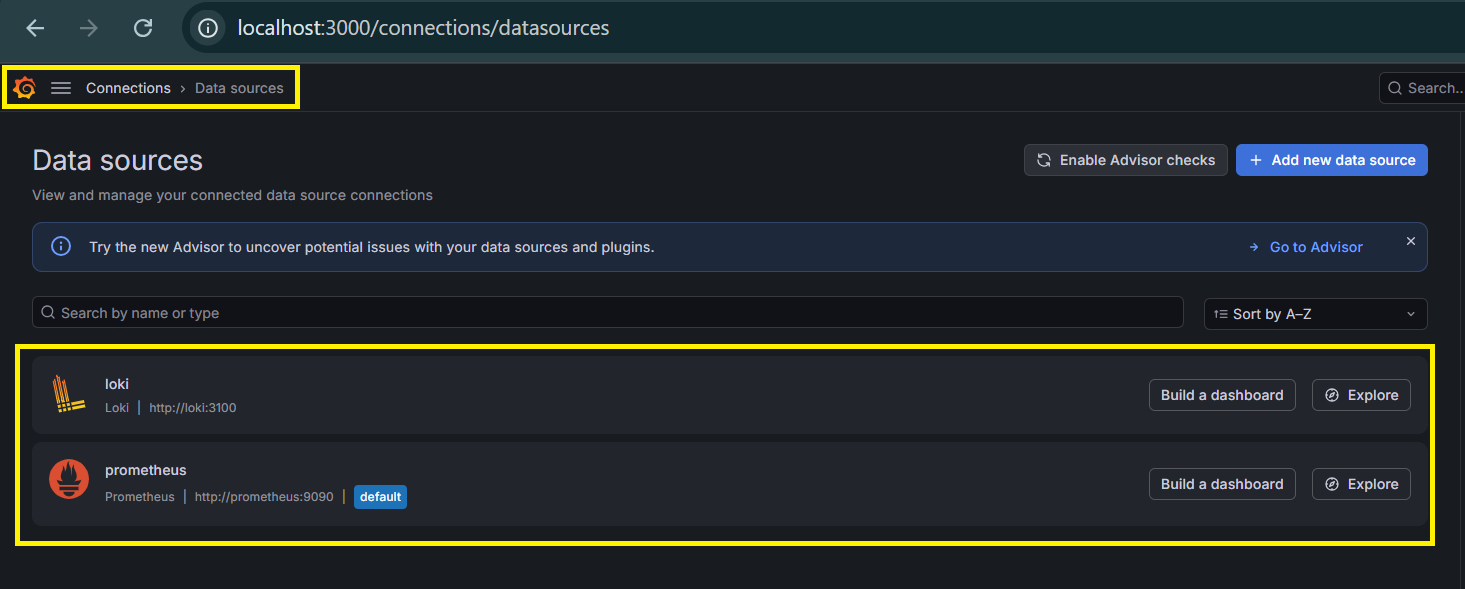 localhost:3000/connections/datasources
Connections › Data sources
Search..
Data sources
Enable Advisor checks
+ Add new data source
View and manage your connected data source connections
Try the new Advisor to uncover potential issues with your data sources and plugins.
Go to Advisor
Search by name or type
Sort by A–Z
loki
Loki | http://loki:3100
Build a dashboard
Explore
prometheus
Prometheus | http://prometheus:9090 | default
Build a dashboard
Explore